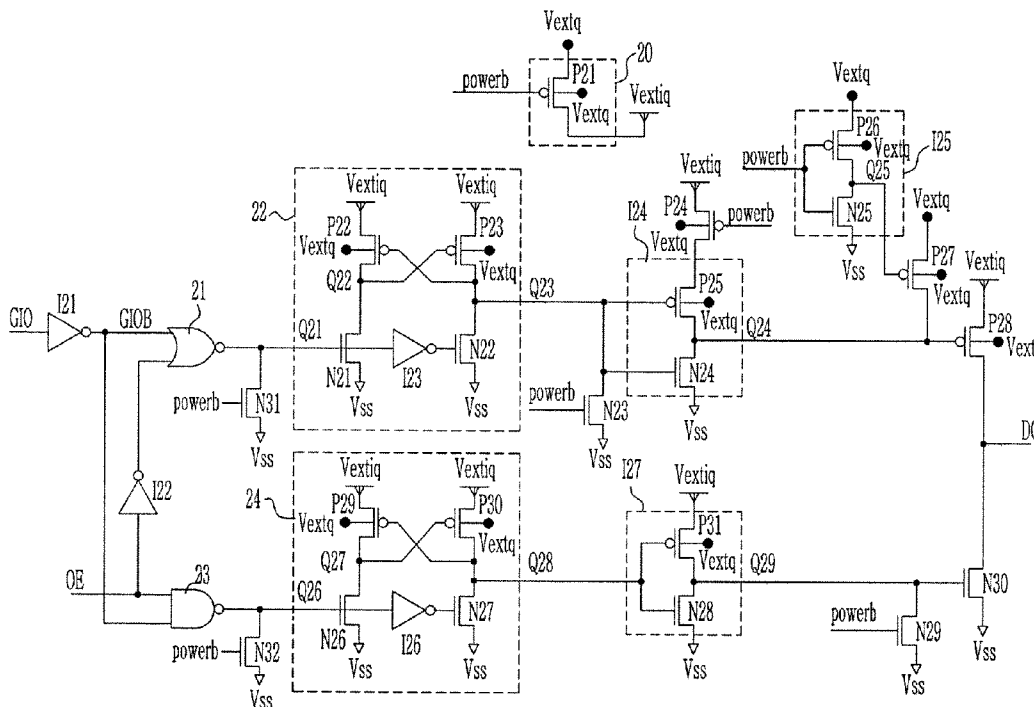 Vextq
20
P21
powerb
Vextq
Vextiq
Vextq
P26
I25
Vextq
powerb
Q25
N25
Vss
Vextq
P27
Vextq
Vextiq
P28
Vext
22
Vextiq
Vextiq
P22
P23
Vextq
Vextq
Q22
Q23
N21
I23
N22
Vss
Vss
Vextiq
P24
powerb
Vextq
I24
P25
Vextq
Q24
N24
Vss
powerb
N23
Vss
GIO
I21
GIOB
21
Q21
powerb
N31
Vss
I22
OE
23
Q26
powerb
N32
Vss
24
Vextiq
Vextiq
P29
P30
Vextq
Vextq
Q27
Q28
N26
I26
N27
Vss
Vss
I27
Vextiq
P31
Vextq
Q29
N28
Vss
powerb
N29
Vss
N30
Vss